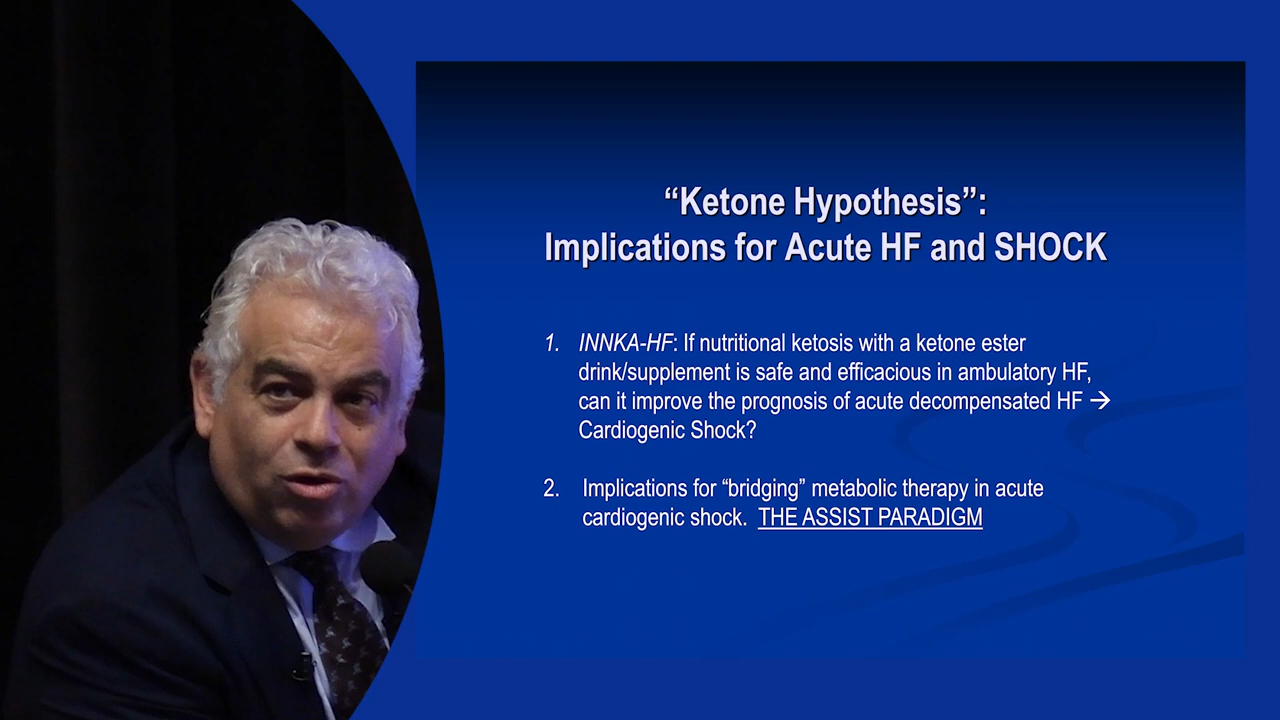 “Ketone Hypothesis”:
Implications for Acute HF and SHOCK
1. INNKA-HF: If nutritional ketosis with a ketone ester
drink/supplement is safe and efficacious in ambulatory HF,
can it improve the prognosis of acute decompensated HF →
Cardiogenic Shock?
2. Implications for “bridging” metabolic therapy in acute
cardiogenic shock. THE ASSIST PARADIGM